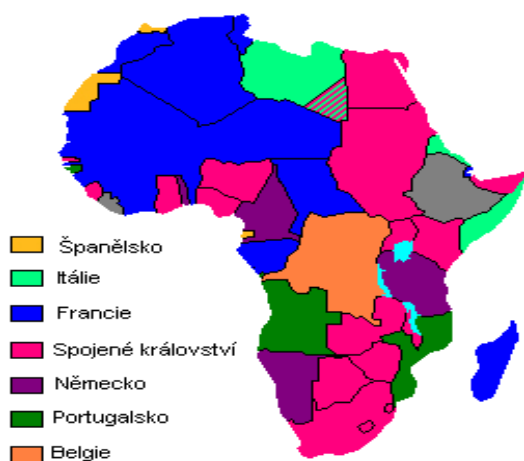 Španělsko
Itálie
Francie
Spojené království
Německo
Portugalsko
Belgie